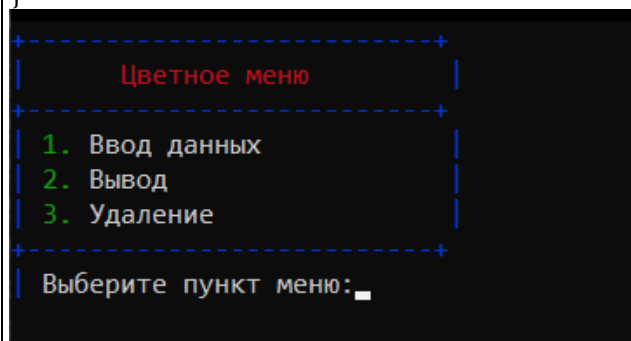 }
+--------------------------+
|      Цветное меню         |
+--------------------------+
| 1. Ввод данных            |
| 2. Вывод                  |
| 3. Удаление               |
+--------------------------+
| Выберите пункт меню: